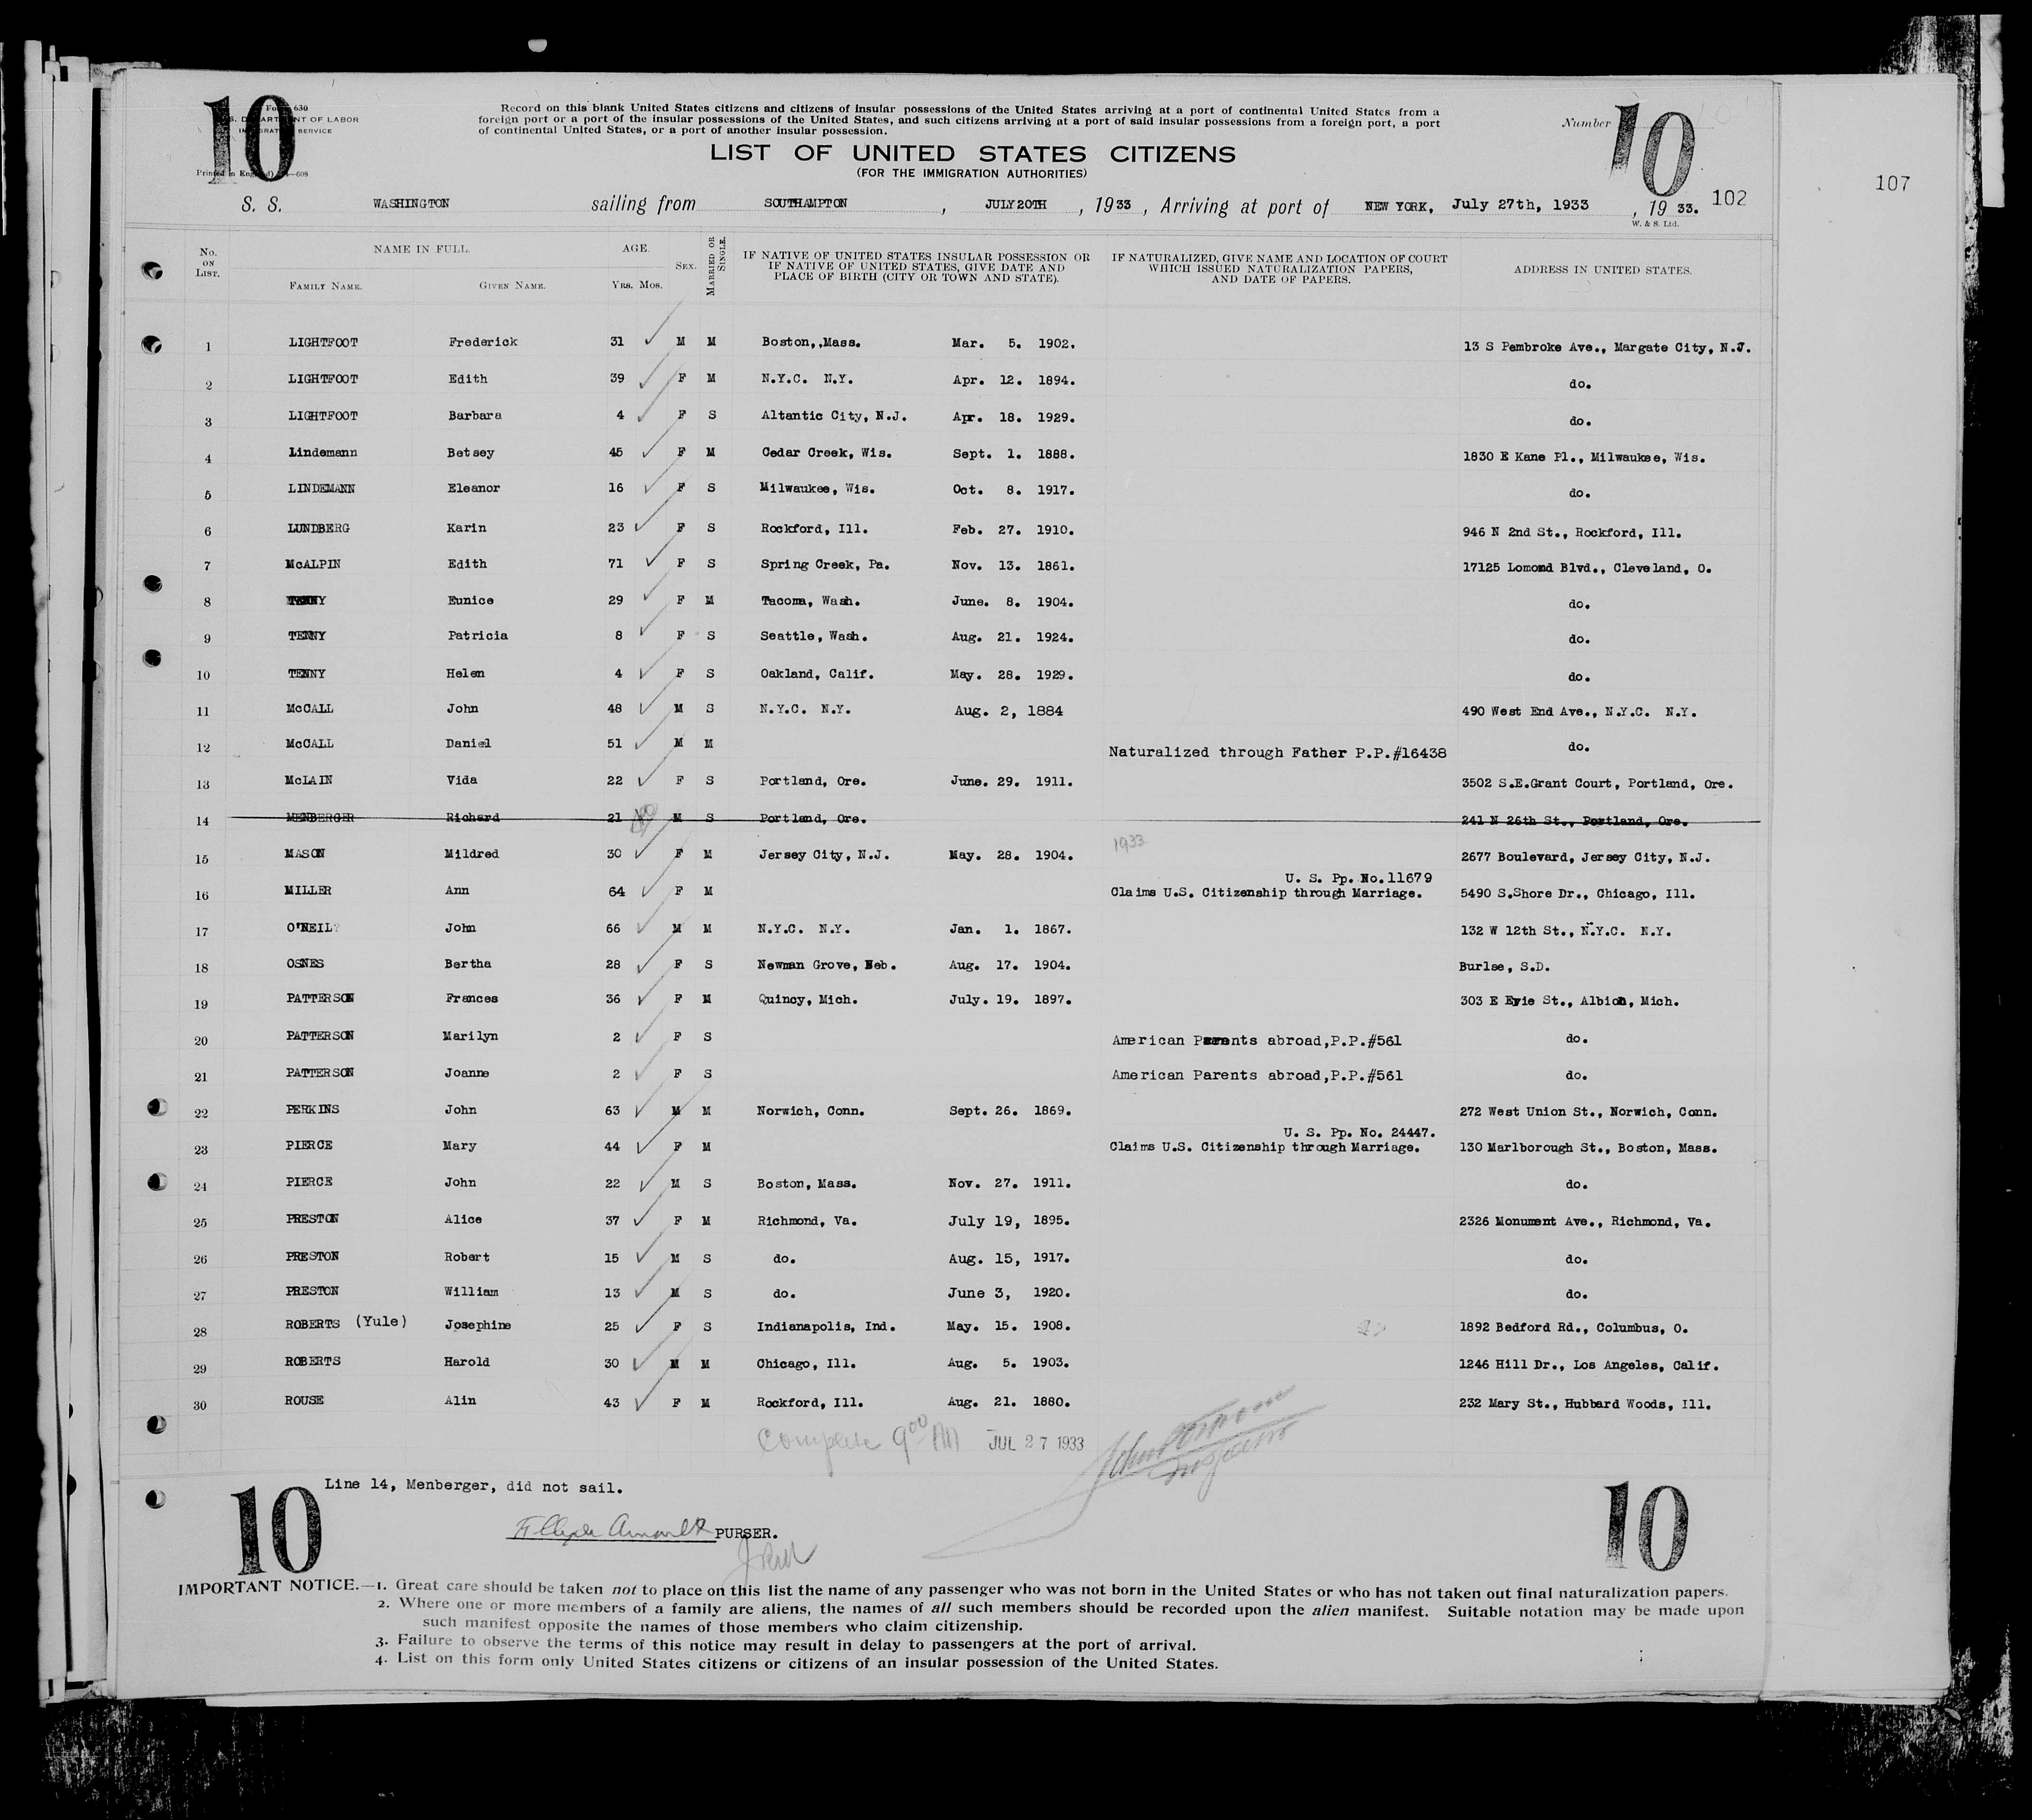 10
Form 630
U. S. DEPARTMENT OF LABOR
IMMIGRATION SERVICE
Printed in England)
Record on this blank United States citizens and citizens of insular possessions of the United States arriving at a port of continental United States from a
foreign port or a port of the insular possessions of the United States, and such citizens arriving at a port of said insular possessions from a foreign port, a port
of continental United States, or a port of another insular possession.
Number 10
LIST OF UNITED STATES CITIZENS
(FOR THE IMMIGRATION AUTHORITIES)
107
102
S. S. WASHINGTON sailing from SOUTHAMPTON, JULY 20TH, 1933, Arriving at port of NEW YORK, July 27th, 1933, 1933.
W. & S. Ltd.
No. ON LIST. NAME IN FULL. FAMILY NAME. GIVEN NAME. AGE. YRS. MOS. SEX. MARRIED OR SINGLE. IF NATIVE OF UNITED STATES INSULAR POSSESSION OR IF NATIVE OF UNITED STATES, GIVE DATE AND PLACE OF BIRTH (CITY OR TOWN AND STATE). IF NATURALIZED, GIVE NAME AND LOCATION OF COURT WHICH ISSUED NATURALIZATION PAPERS, AND DATE OF PAPERS. ADDRESS IN UNITED STATES.
1 LIGHTFOOT Frederick 31 M M Boston,,Mass. Mar. 5. 1902. 13 S Pembroke Ave., Margate City, N.J.
2 LIGHTFOOT Edith 39 F M N.Y.C. N.Y. Apr. 12. 1894. do.
3 LIGHTFOOT Barbara 4 F S Altantic City, N.J. Apr. 18. 1929. do.
4 Lindemann Betsey 45 F M Cedar Creek, Wis. Sept. 1. 1888. 1830 E Kane Pl., Milwaukee, Wis.
5 LINDEMANN Eleanor 16 F S Milwaukee, Wis. Oct. 8. 1917. do.
6 LUNDBERG Karin 23 F S Rockford, Ill. Feb. 27. 1910. 946 N 2nd St., Rockford, Ill.
7 McALPIN Edith 71 F S Spring Creek, Pa. Nov. 13. 1861. 17125 Lomond Blvd., Cleveland, O.
8 TENNY Eunice 29 F M Tacoma, Wash. June. 8. 1904. do.
9 TENNY Patricia 8 F S Seattle, Wash. Aug. 21. 1924. do.
10 TENNY Helen 4 F S Oakland, Calif. May. 28. 1929. do.
11 McCALL John 48 M S N.Y.C. N.Y. Aug. 2, 1884 490 West End Ave., N.Y.C. N.Y.
12 McCALL Daniel 51 M M Naturalized through Father P.P.#16438 do.
13 McLAIN Vida 22 F S Portland, Ore. June. 29. 1911. 3502 S.E.Grant Court, Portland, Ore.
14 MENBERGER Richard 21 M S Portland, Ore. 241 N 26th St., Portland, Ore.
15 MASON Mildred 30 F M Jersey City, N.J. May. 28. 1904. 1933 2677 Boulevard, Jersey City, N.J.
U. S. Pp. No. 11679
16 MILLER Ann 64 F M Claims U.S. Citizenship through Marriage. 5490 S.Shore Dr., Chicago, Ill.
17 O'NEIL John 66 M M N.Y.C. N.Y. Jan. 1. 1867. 132 W 12th St., N.Y.C. N.Y.
18 OSNES Bertha 28 F S Newman Grove, Neb. Aug. 17. 1904. Burlse, S.D.
19 PATTERSON Frances 36 F M Quincy, Mich. July. 19. 1897. 303 E Erie St., Albion, Mich.
20 PATTERSON Marilyn 2 F S American Parents abroad,P.P.#561 do.
21 PATTERSON Joanne 2 F S American Parents abroad,P.P.#561 do.
22 PERKINS John 63 M M Norwich, Conn. Sept. 26. 1869. 272 West Union St., Norwich, Conn.
U. S. Pp. No. 24447.
23 PIERCE Mary 44 F M Claims U.S. Citizenship through Marriage. 130 Marlborough St., Boston, Mass.
24 PIERCE John 22 M S Boston, Mass. Nov. 27. 1911. do.
25 PRESTON Alice 37 F M Richmond, Va. July 19, 1895. 2326 Monument Ave., Richmond, Va.
26 PRESTON Robert 15 M S do. Aug. 15, 1917. do.
27 PRESTON William 13 M S do. June 3, 1920. do.
28 ROBERTS (Yule) Josephine 25 F S Indianapolis, Ind. May. 15. 1908. 1892 Bedford Rd., Columbus, O.
29 ROBERTS Harold 30 M M Chicago, Ill. Aug. 5. 1903. 1246 Hill Dr., Los Angeles, Calif.
30 ROUSE Alin 43 F M Rockford, Ill. Aug. 21. 1880. 232 Mary St., Hubbard Woods, Ill.
Complete 9 00 AM JUL 27 1933
Line 14, Menberger, did not sail.
10 10
PURSER.
IMPORTANT NOTICE.—1. Great care should be taken not to place on this list the name of any passenger who was not born in the United States or who has not taken out final naturalization papers.
2. Where one or more members of a family are aliens, the names of all such members should be recorded upon the alien manifest. Suitable notation may be made upon
such manifest opposite the names of those members who claim citizenship.
3. Failure to observe the terms of this notice may result in delay to passengers at the port of arrival.
4. List on this form only United States citizens or citizens of an insular possession of the United States.